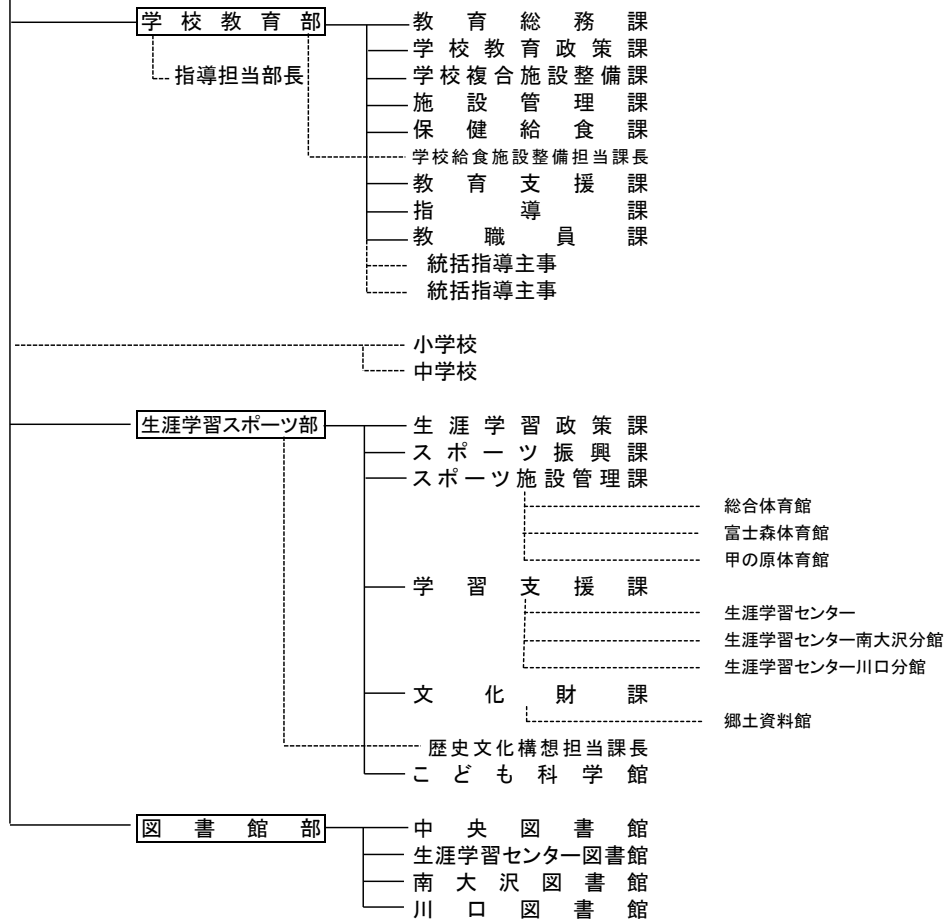 学校教育部
教育総務課
学校教育政策課
指導担当部長
学校複合施設整備課
施設管理課
保健給食課
学校給食施設整備担当課長
教育支援課
指導課
教職員課
統括指導主事
統括指導主事
小学校
中学校
生涯学習スポーツ部
生涯学習政策課
スポーツ振興課
スポーツ施設管理課
総合体育館
富士森体育館
甲の原体育館
学習支援課
生涯学習センター
生涯学習センター南大沢分館
生涯学習センター川口分館
文化財課
郷土資料館
歴史文化構想担当課長
こども科学館
図書館部
中央図書館
生涯学習センター図書館
南大沢図書館
川口図書館